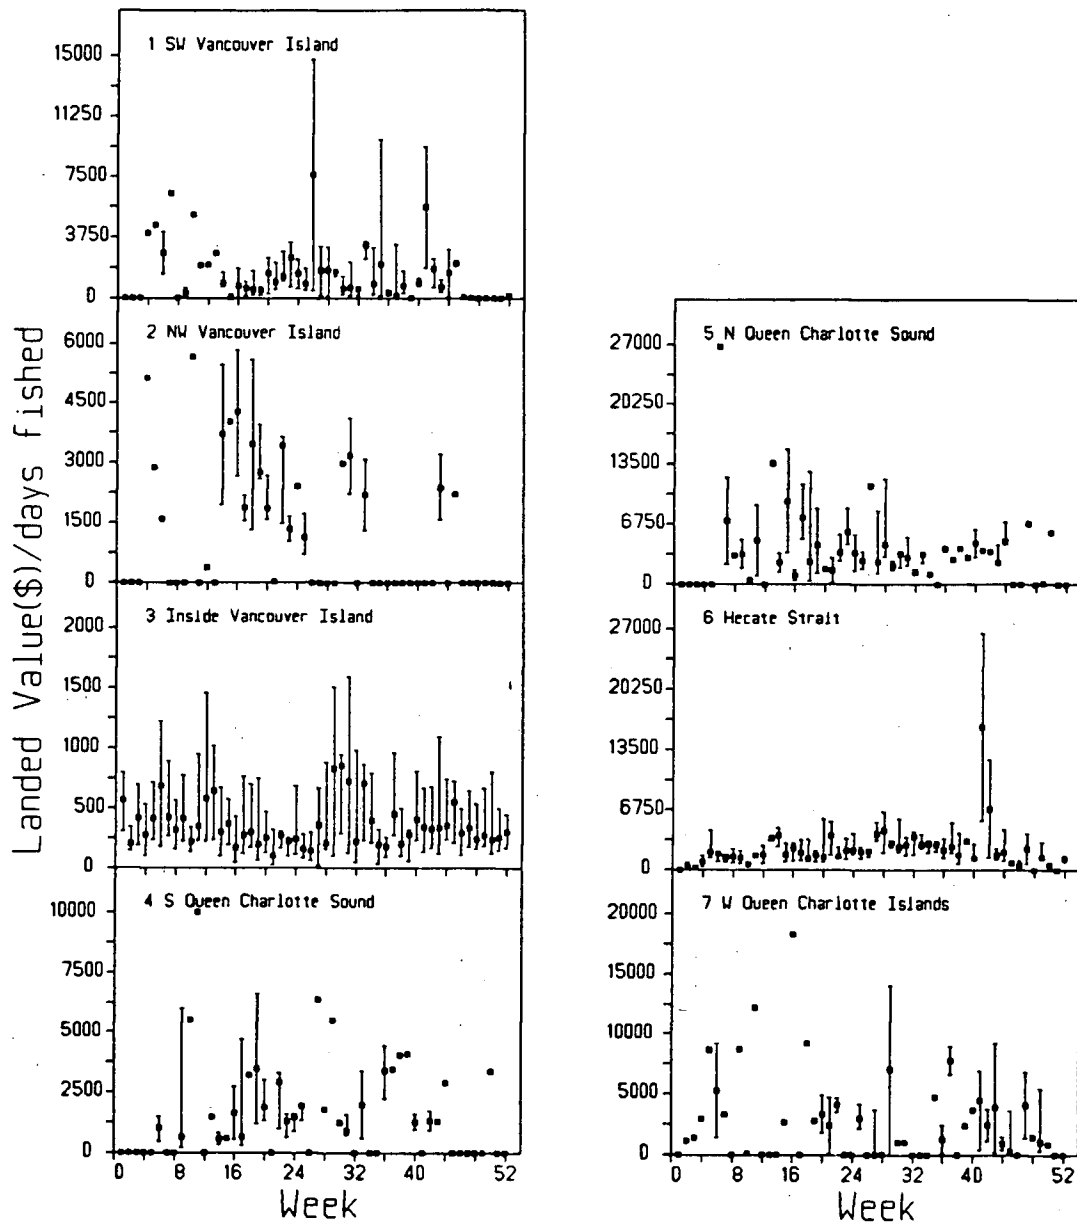 Landed Value($)/days fished
1 SW Vancouver Island
15000
11250
7500
3750
0
2 NW Vancouver Island
6000
4500
3000
1500
0
3 Inside Vancouver Island
2000
1500
1000
500
0
4 S Queen Charlotte Sound
10000
7500
5000
2500
0
0 8 16 24 32 40 52
Week
5 N Queen Charlotte Sound
27000
20250
13500
6750
0
6 Hecate Strait
27000
20250
13500
6750
0
7 W Queen Charlotte Islands
20000
15000
10000
5000
0
0 8 16 24 32 40 52
Week